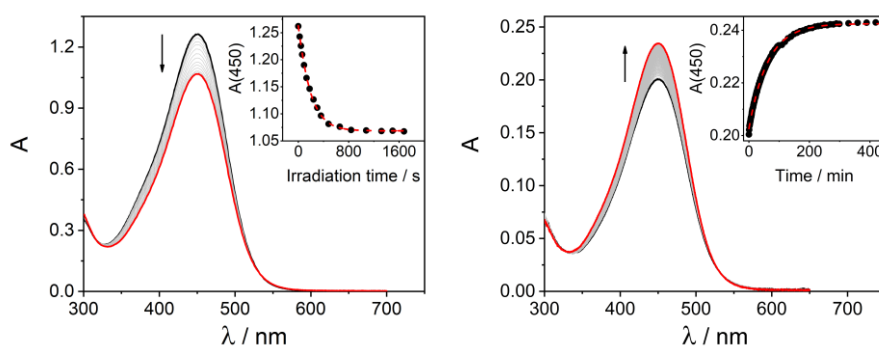 A
1.2
0.9
0.6
0.3
0.0
300 400 500 600 700
λ / nm
A(450)
1.25
1.20
1.15
1.10
1.05
0 800 1600
Irradiation time / s
A
0.25
0.20
0.15
0.10
0.05
0.00
300 400 500 600 700
λ / nm
A(450)
0.24
0.22
0.20
0 200 400
Time / min